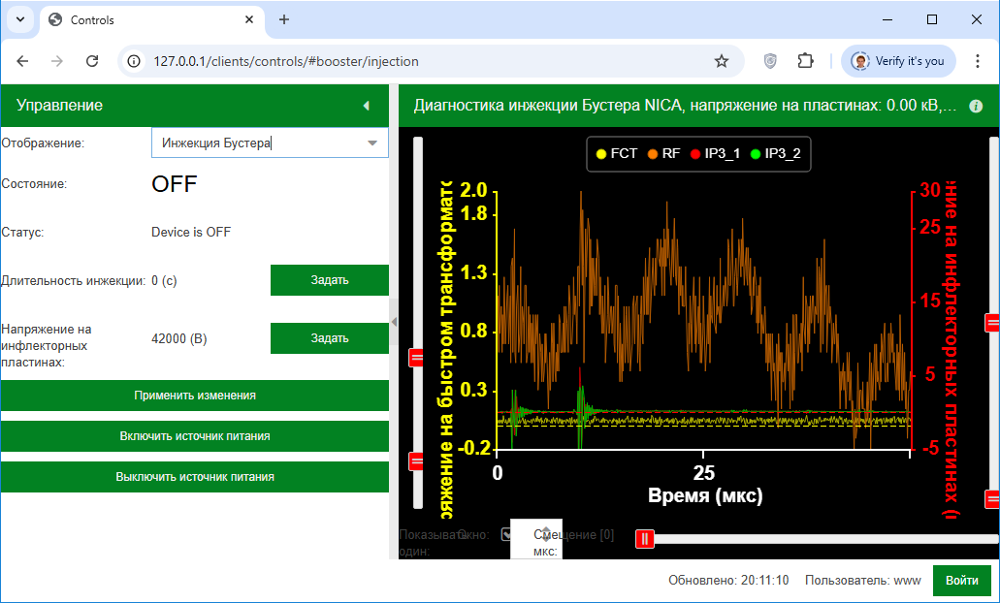 Controls
127.0.0.1/clients/controls/#booster/injection
Verify it's you
Управление
Отображение:
Инжекция Бустера
Состояние:
OFF
Статус:
Device is OFF
Длительность инжекции:
0 (с)
Задать
Напряжение на
инфлекторных
пластинах:
42000 (В)
Задать
Применить изменения
Включить источник питания
Выключить источник питания
Диагностика инжекции Бустера NICA, напряжение на пластинах: 0.00 кВ,...
FCT
RF
IP3_1
IP3_2
ряжение на быстром трансформато
2.0
1.8
1.3
0.8
0.3
-0.2
30
25
15
5
-5
ние на инфлекторных пластинах (
0
25
Время (мкс)
Показывать
один:
Окно:
Смещение [0]
мкс:
Обновлено: 20:11:10
Пользователь: www
Войти